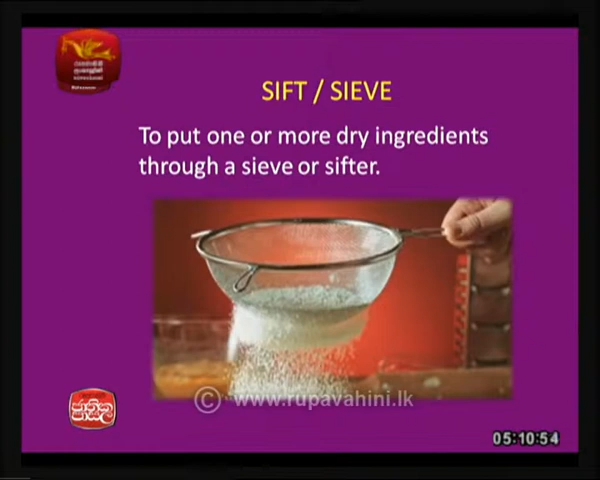 SIFT / SIEVE
To put one or more dry ingredients
through a sieve or sifter.
© www.rupavahini.lk
05:10:54